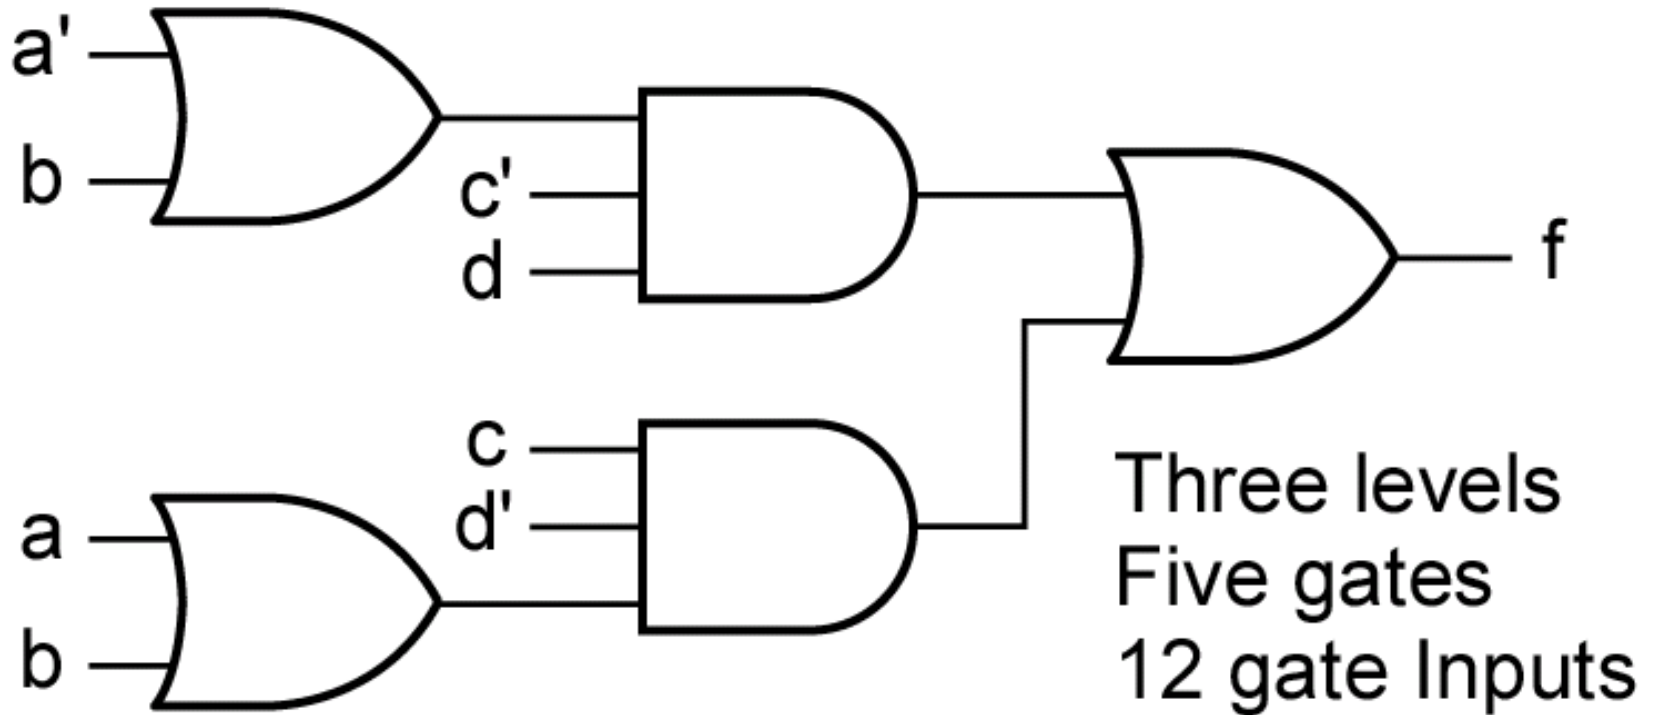 a'
b
c'
d
f
c
d'
a
b
Three levels
Five gates
12 gate Inputs